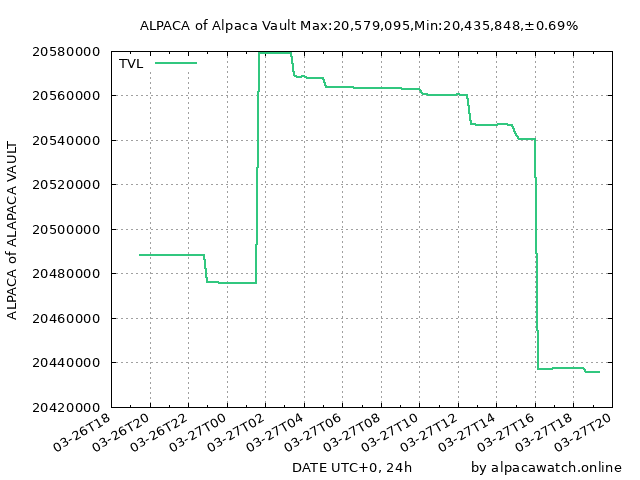 ALPACA of Alpaca Vault Max:20,579,095,Min:20,435,848,±0.69%
TVL
ALPACA of ALAPACA VAULT
20580000
20560000
20540000
20520000
20500000
20480000
20460000
20440000
20420000
03-26T18
03-26T20
03-26T22
03-27T00
03-27T02
03-27T04
03-27T06
03-27T08
03-27T10
03-27T12
03-27T14
03-27T16
03-27T18
03-27T20
DATE UTC+0, 24h
by alpacawatch.online